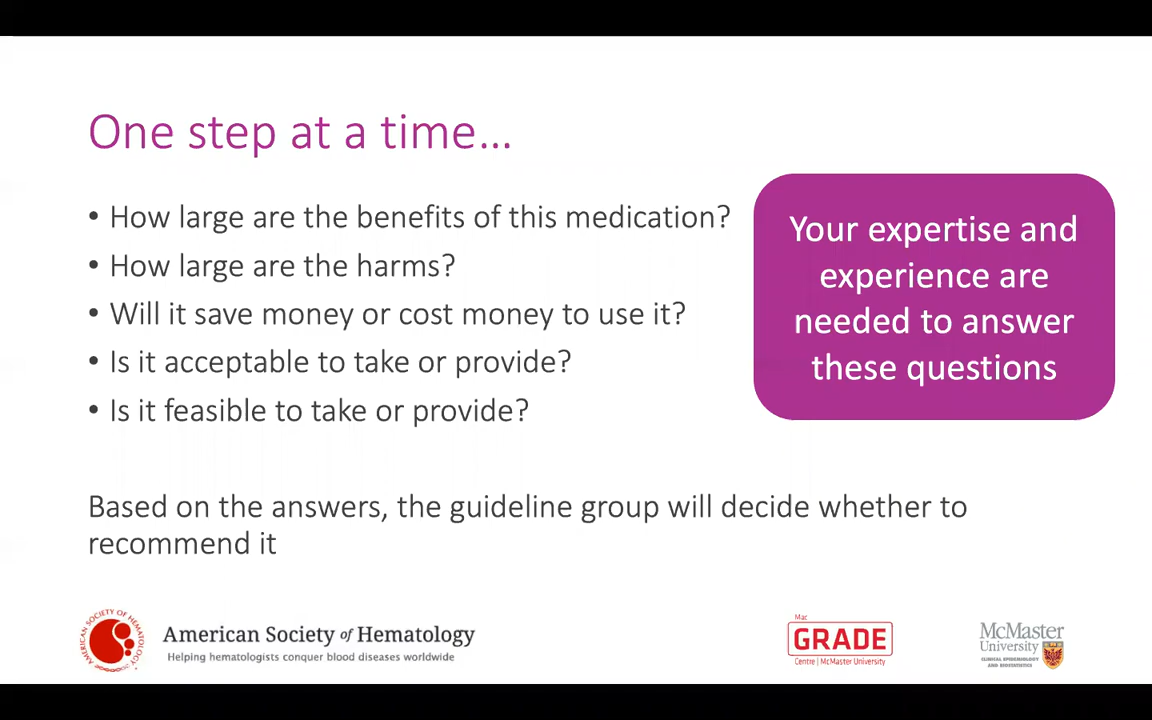 One step at a time…
• How large are the benefits of this medication?
• How large are the harms?
• Will it save money or cost money to use it?
• Is it acceptable to take or provide?
• Is it feasible to take or provide?
Your expertise and
experience are
needed to answer
these questions
Based on the answers, the guideline group will decide whether to
recommend it
AMERICAN SOCIETY OF HEMATOLOGY
American Society of Hematology
Helping hematologists conquer blood diseases worldwide
Mac
GRADE
Centre | McMaster University
McMaster
University
CLINICAL EPIDEMIOLOGY
AND BIOSTATISTICS